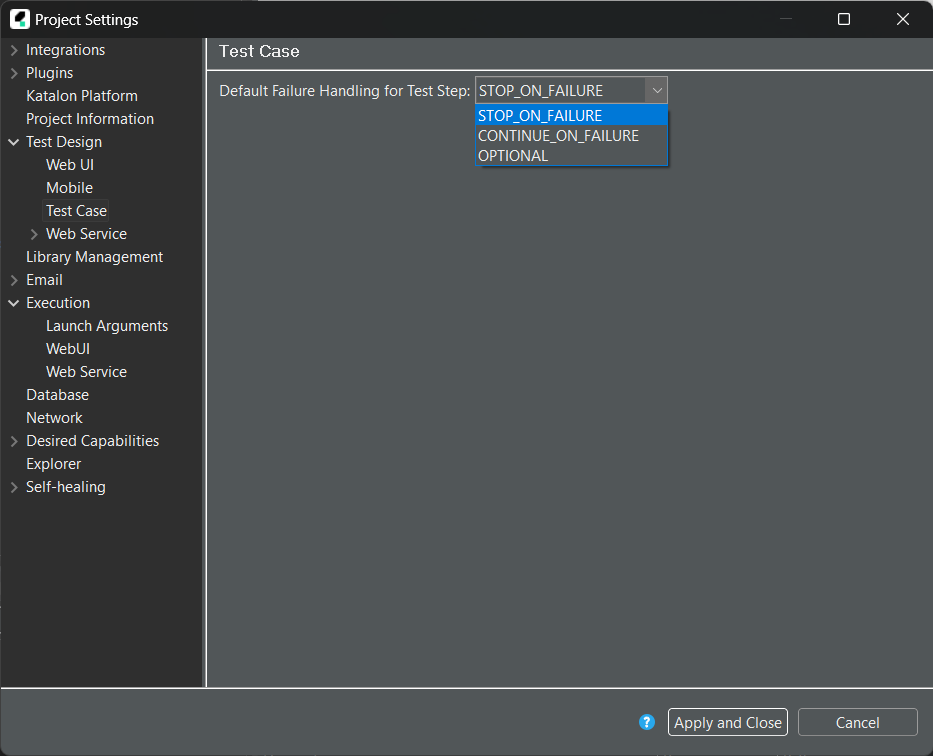 Project Settings
Integrations
Plugins
Katalon Platform
Project Information
Test Design
Web UI
Mobile
Test Case
Web Service
Library Management
Email
Execution
Launch Arguments
WebUI
Web Service
Database
Network
Desired Capabilities
Explorer
Self-healing
Test Case
Default Failure Handling for Test Step: STOP_ON_FAILURE
STOP_ON_FAILURE
CONTINUE_ON_FAILURE
OPTIONAL
? Apply and Close Cancel